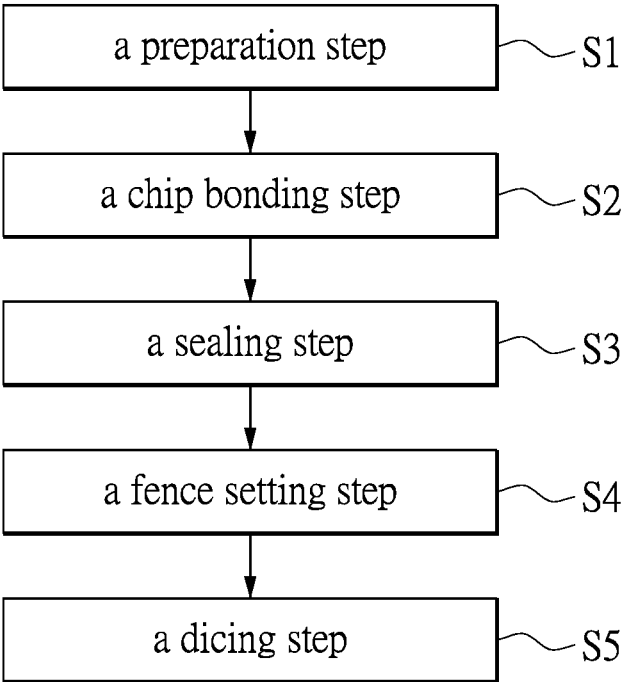 a preparation step
S1
a chip bonding step
S2
a sealing step
S3
a fence setting step
S4
a dicing step
S5